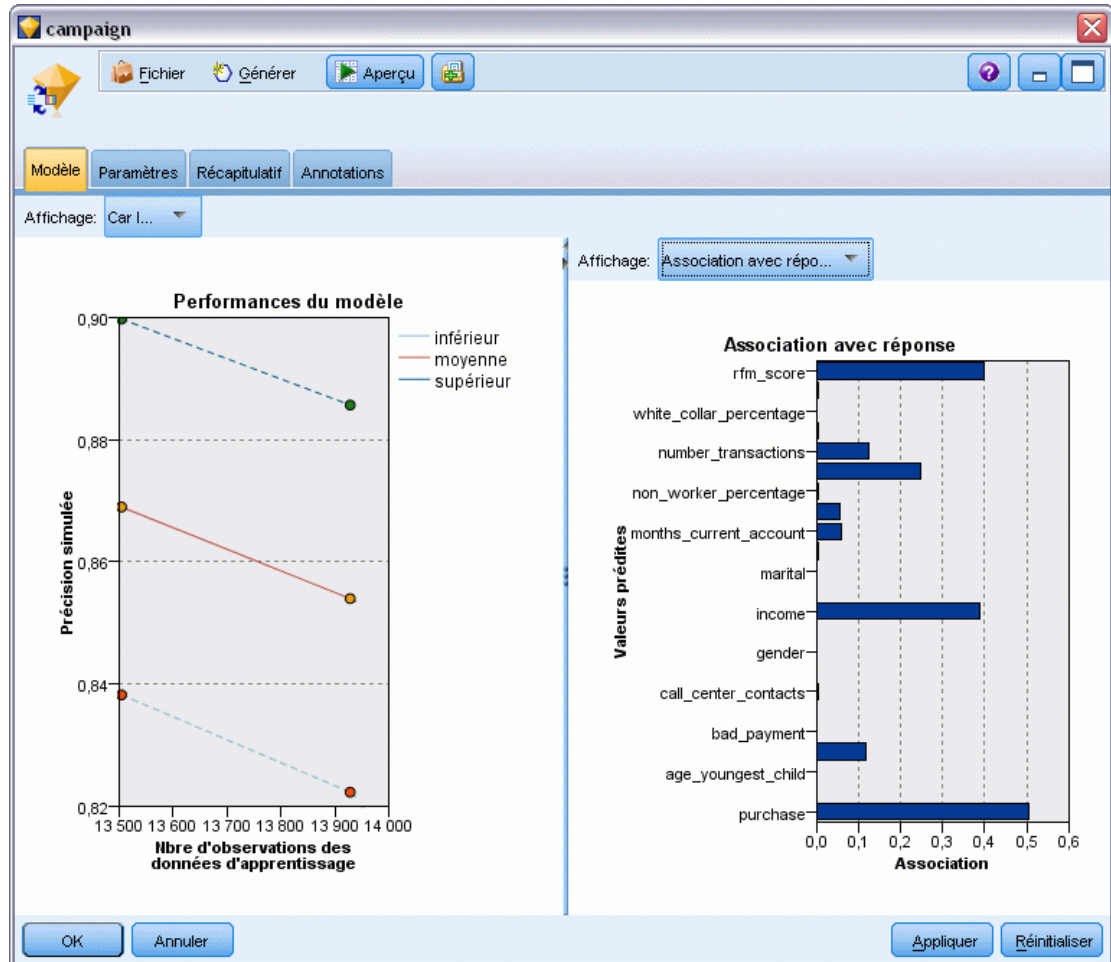 campaign
Fichier Générer Aperçu
Modèle Paramètres Récapitulatif Annotations
Affichage: Car l...
Performances du modèle
0,90
0,88
0,86
0,84
0,82
Précision simulée
13 500 13 600 13 700 13 800 13 900 14 000
Nbre d'observations des
données d'apprentissage
inférieur
moyenne
supérieur
Affichage: Association avec répo...
Association avec réponse
rfm_score
white_collar_percentage
number_transactions
non_worker_percentage
months_current_account
marital
income
gender
call_center_contacts
bad_payment
age_youngest_child
purchase
Valeurs prédites
0,0 0,1 0,2 0,3 0,4 0,5 0,6
Association
OK Annuler Appliquer Réinitialiser